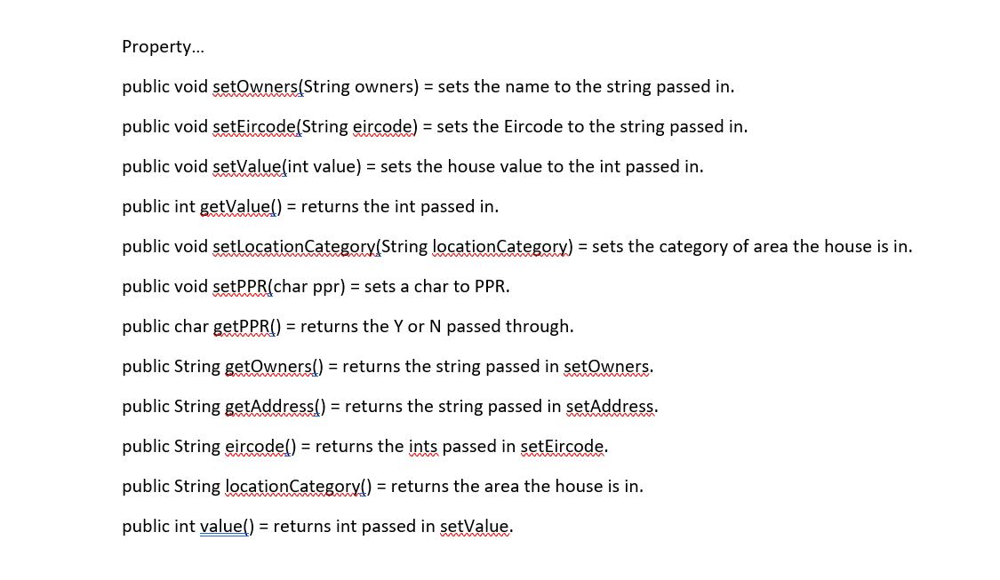 Property...
public void setOwners(String owners) = sets the name to the string passed in.
public void setEircode(String eircode) = sets the Eircode to the string passed in.
public void setValue(int value) = sets the house value to the int passed in.
public int getValue() = returns the int passed in.
public void setLocationCategory(String locationCategory) = sets the category of area the house is in.
public void setPPR(char ppr) = sets a char to PPR.
public char getPPR() = returns the Y or N passed through.
public String getOwners() = returns the string passed in setOwners.
public String getAddress() = returns the string passed in setAddress.
public String eircode() = returns the ints passed in setEircode.
public String locationCategory() = returns the area the house is in.
public int value() = returns int passed in setValue.